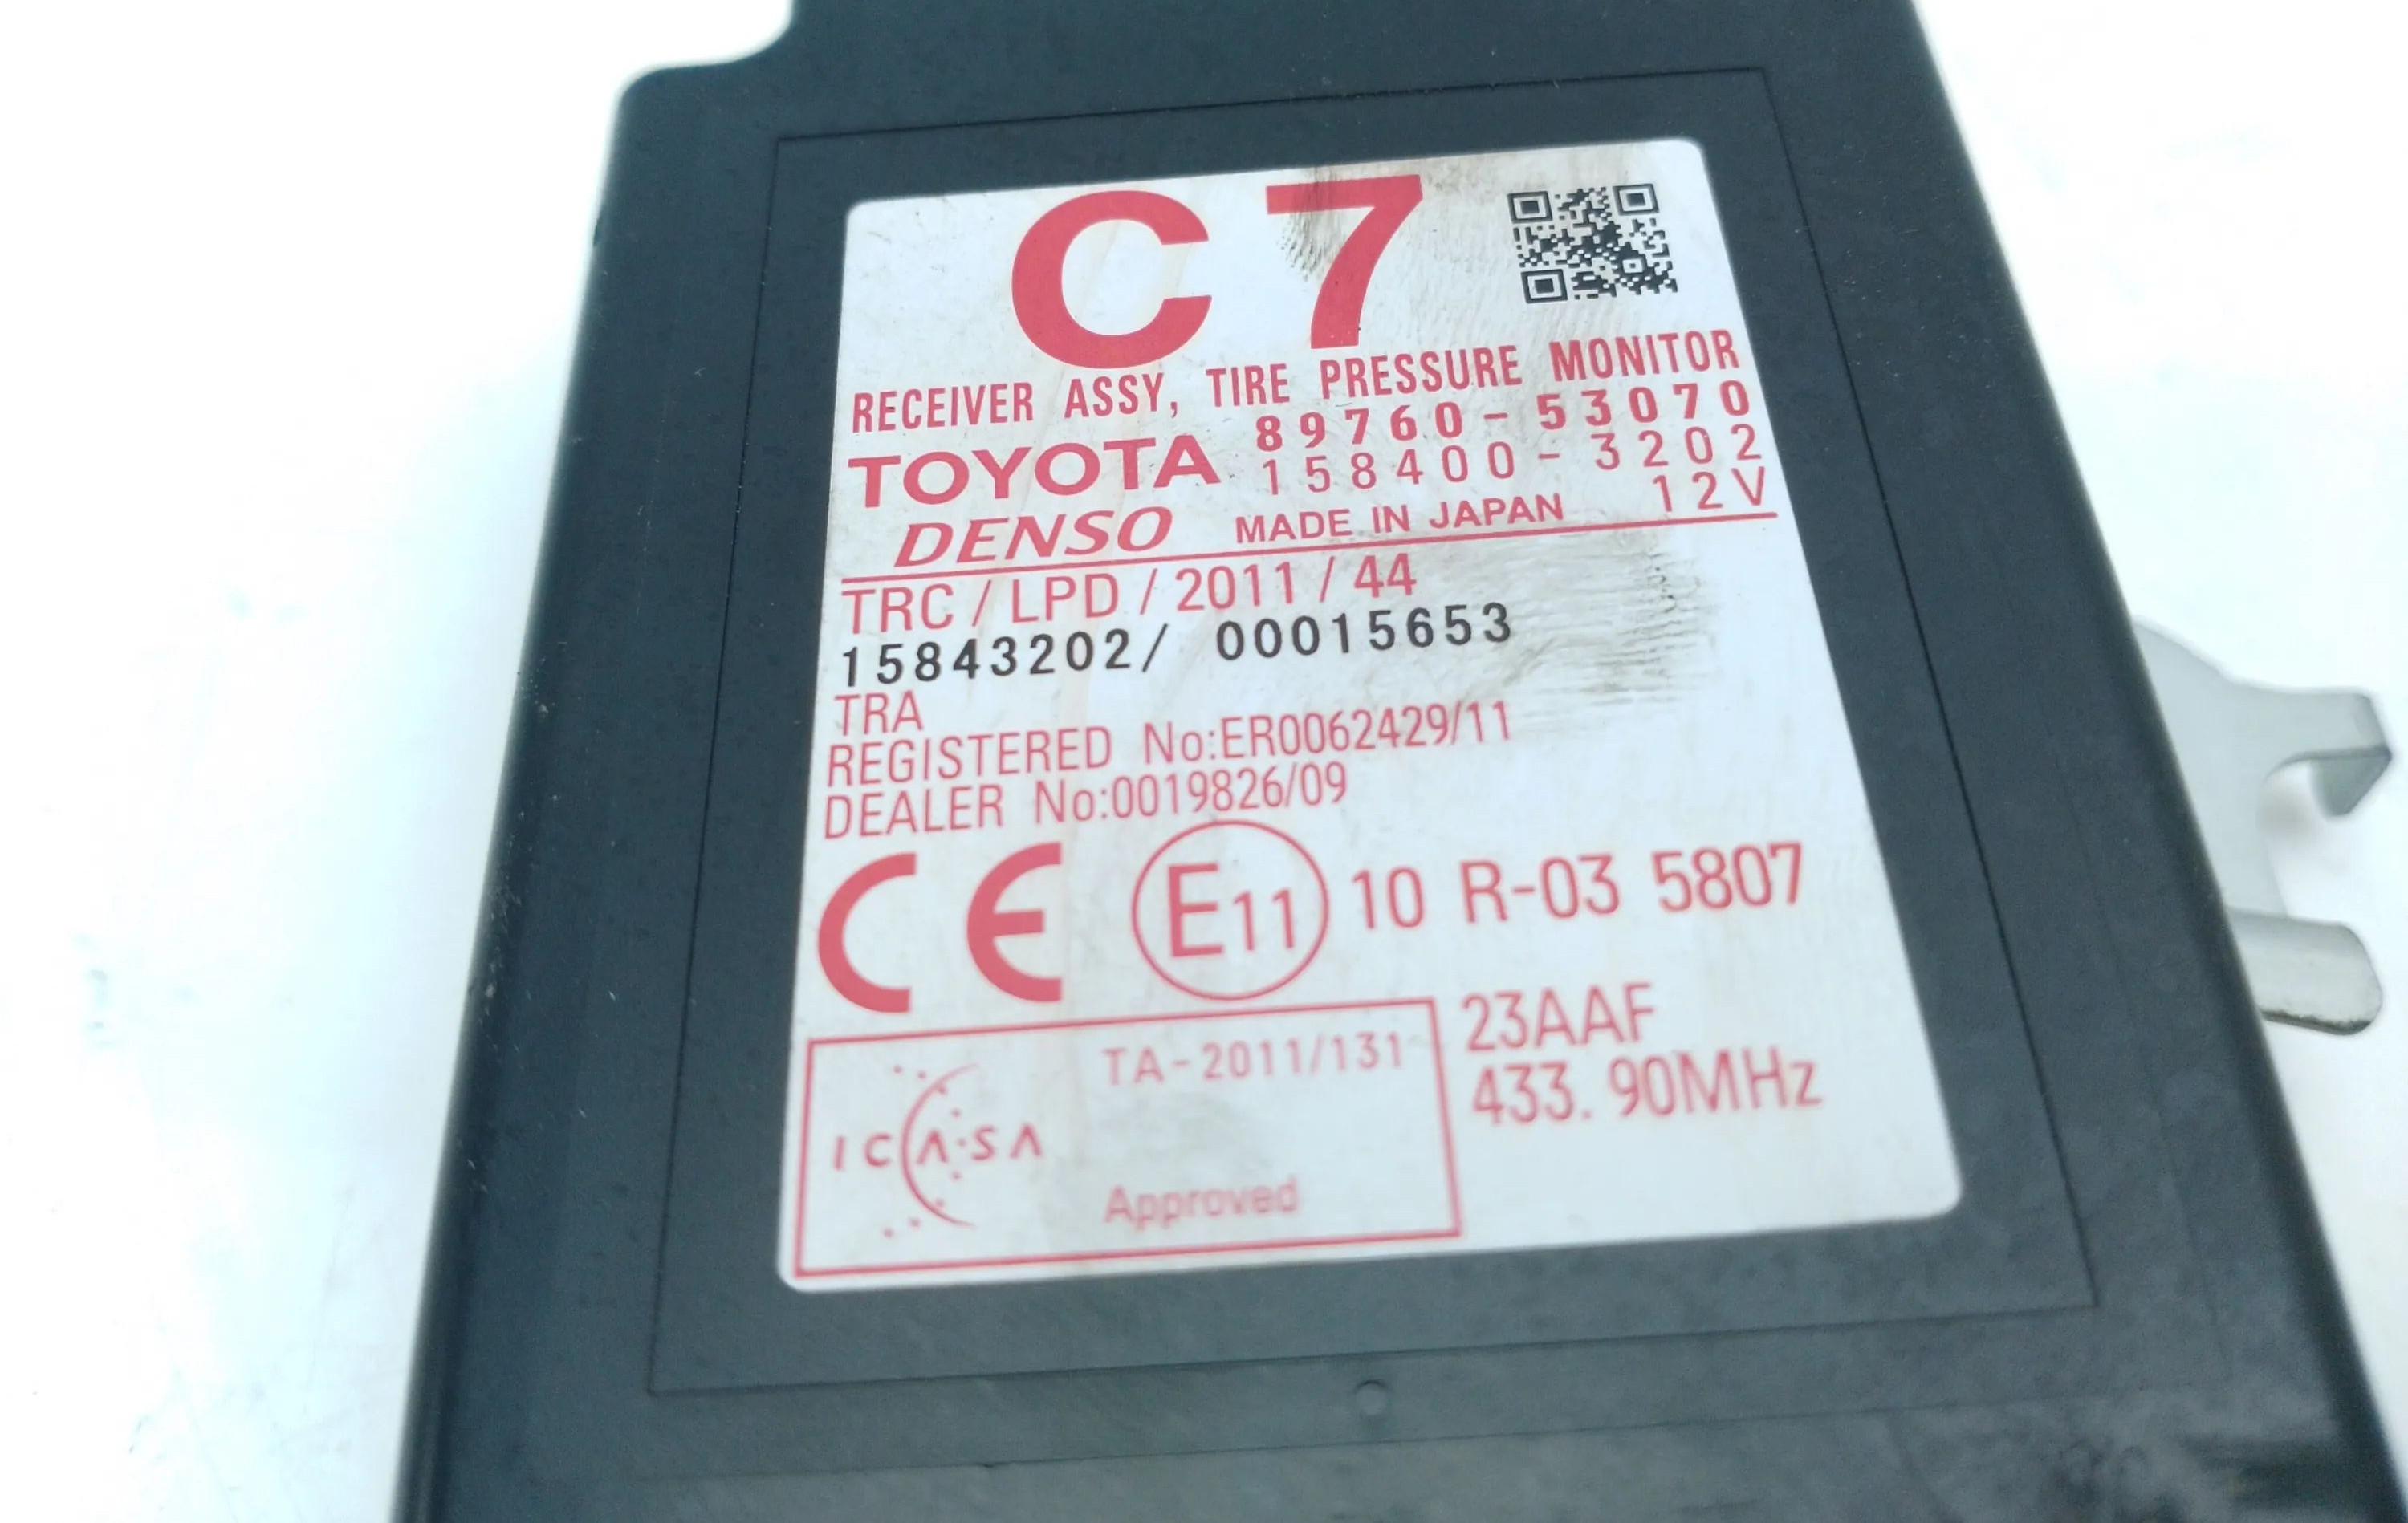 C7
RECEIVER ASSY, TIRE PRESSURE MONITOR
TOYOTA 89760-53070
158400-3202
DENSO MADE IN JAPAN 12V
TRC/LPD/2011/44
15843202/ 00015653
TRA
REGISTERED No:ER0062429/11
DEALER No:0019826/09
CE E11 10 R-03 5807
TA-2011/131
ICASA
Approved
23AAF
433.90MHz